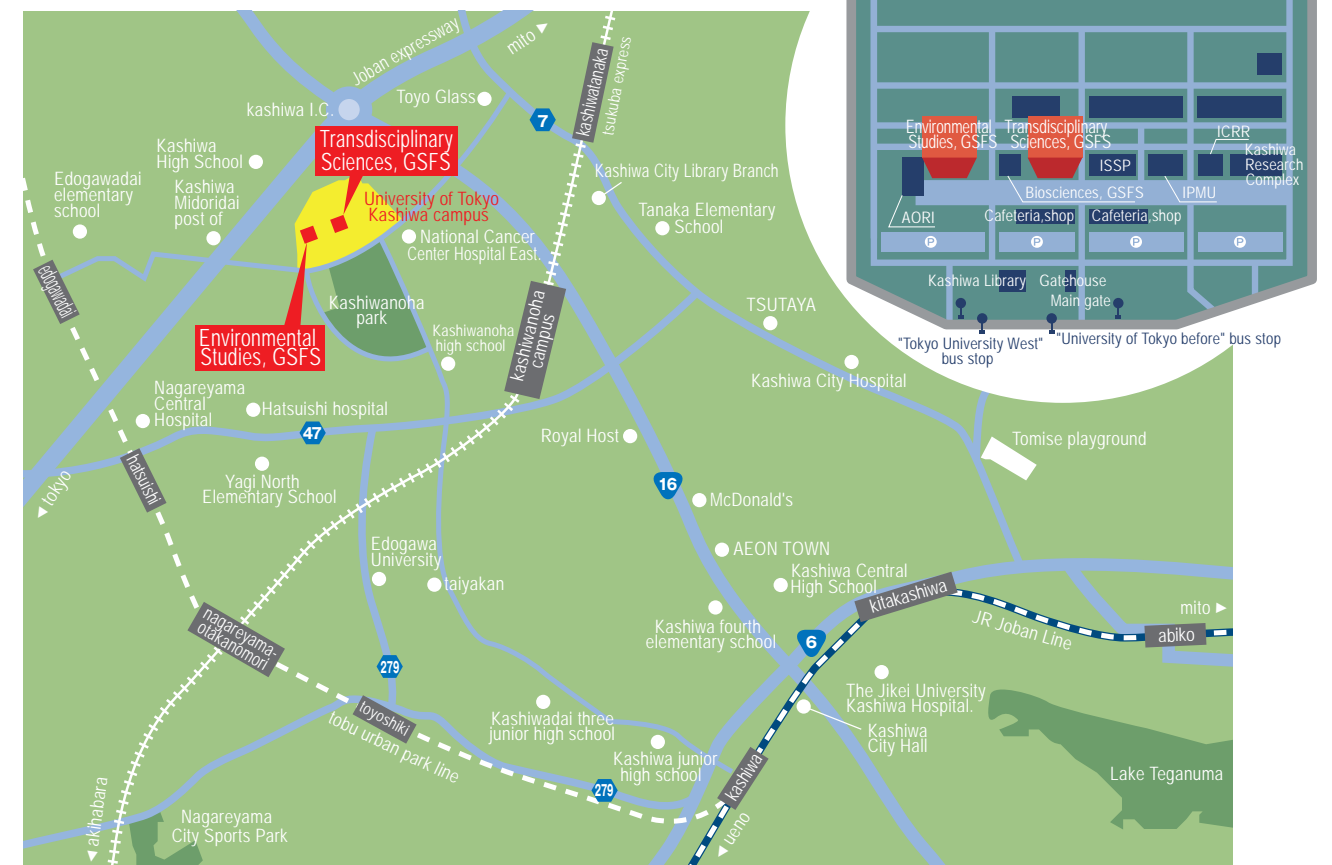 Joban expressway
mito
kashiwatanaka
tsukuba express
kashiwa I.C.
Toyo Glass
7
Transdisciplinary
Sciences, GSFS
Kashiwa
High School
Edogawadai
elementary
school
Kashiwa
Midoridai
post of
University of Tokyo
Kashiwa campus
Kashiwa City Library Branch
Tanaka Elementary
School
National Cancer
Center Hospital East.
edogawadai
Kashiwanoha
park
kashiwanoha
campus
Kashiwanoha
high school
Environmental
Studies, GSFS
TSUTAYA
Kashiwa City Hospital
Nagareyama
Central
Hospital
Hatsuishi hospital
47
Royal Host
Tomise playground
hatsuishi
tokyo
Yagi North
Elementary School
16
McDonald's
AEON TOWN
Edogawa
University
taiyakan
Kashiwa Central
High School
kitakashiwa
Kashiwa fourth
elementary school
6
JR Joban Line
mito
abiko
nagareyama-
otakanomori
279
The Jikei University
Kashiwa Hospital.
toyoshiki
tobu urban park line
Kashiwadai three
junior high school
Kashiwa
City Hall
Kashiwa junior
high school
kashiwa
279
Lake Teganuma
akihabara
Nagareyama
City Sports Park
ueno
Environmental
Studies, GSFS
Transdisciplinary
Sciences, GSFS
ICRR
Kashiwa
Research
Complex
ISSP
Biosciences, GSFS
IPMU
AORI
Cafeteria,shop
Cafeteria,shop
P
P
P
P
Kashiwa Library
Gatehouse
Main gate
"Tokyo University West"
bus stop
"University of Tokyo before" bus stop